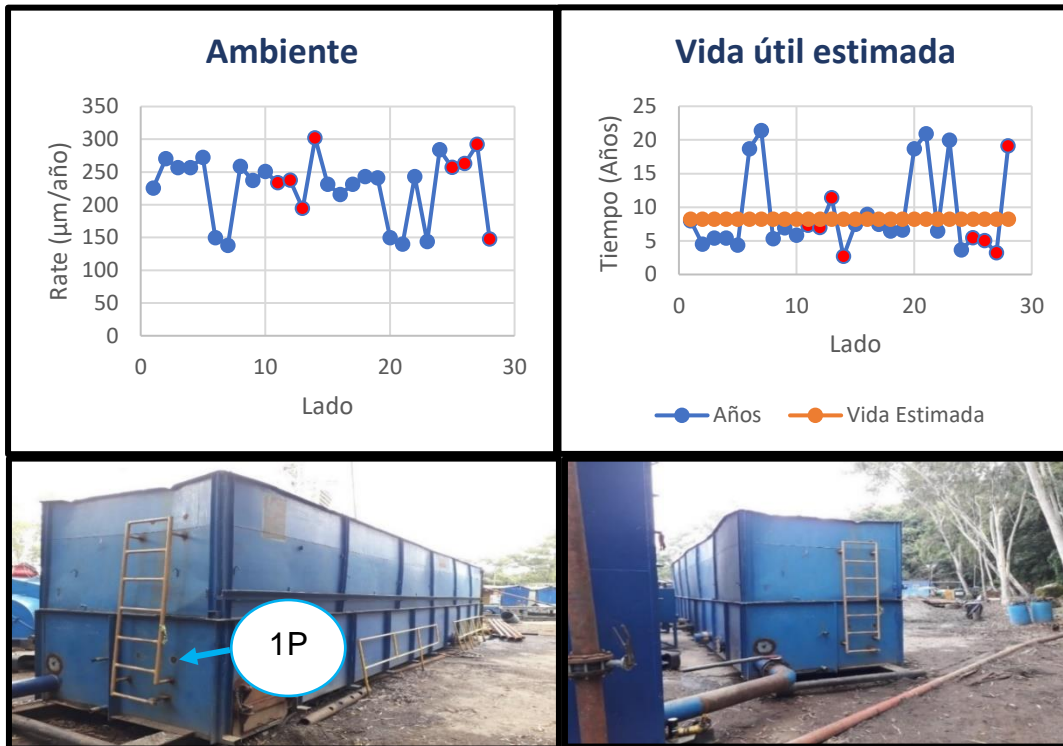 Ambiente
350
300
250
200
150
100
50
0
Rate (µm/año)
0 10 20 30
Lado
Vida útil estimada
25
20
15
10
5
0
Tiempo (Años)
0 10 20 30
Lado
Años Vida Estimada
1P